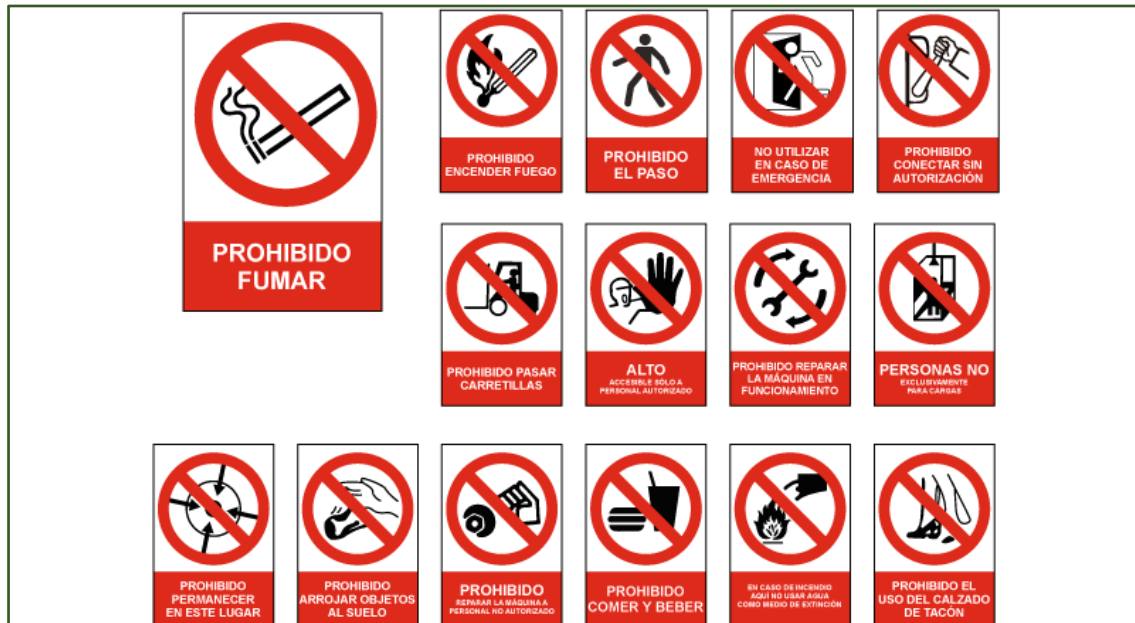 PROHIBIDO
FUMAR
PROHIBIDO
ENCENDER FUEGO
PROHIBIDO
EL PASO
NO UTILIZAR
EN CASO DE
EMERGENCIA
PROHIBIDO
CONECTAR SIN
AUTORIZACIÓN
PROHIBIDO PASAR
CARRETILLAS
ALTO
ACCESIBLE SÓLO A
PERSONAL AUTORIZADO
PROHIBIDO REPARAR
LA MÁQUINA EN
FUNCIONAMIENTO
PERSONAS NO
EXCLUSIVAMENTE
PARA CARGAS
PROHIBIDO
PERMANECER
EN ESTE LUGAR
PROHIBIDO
ARROJAR OBJETOS
AL SUELO
PROHIBIDO
REPARAR LA MÁQUINA A
PERSONAL NO AUTORIZADO
PROHIBIDO
COMER Y BEBER
EN CASO DE INCENDIO
AQUÍ NO USAR AGUA
COMO MEDIO DE EXTINCIÓN
PROHIBIDO EL
USO DEL CALZADO
DE TACÓN